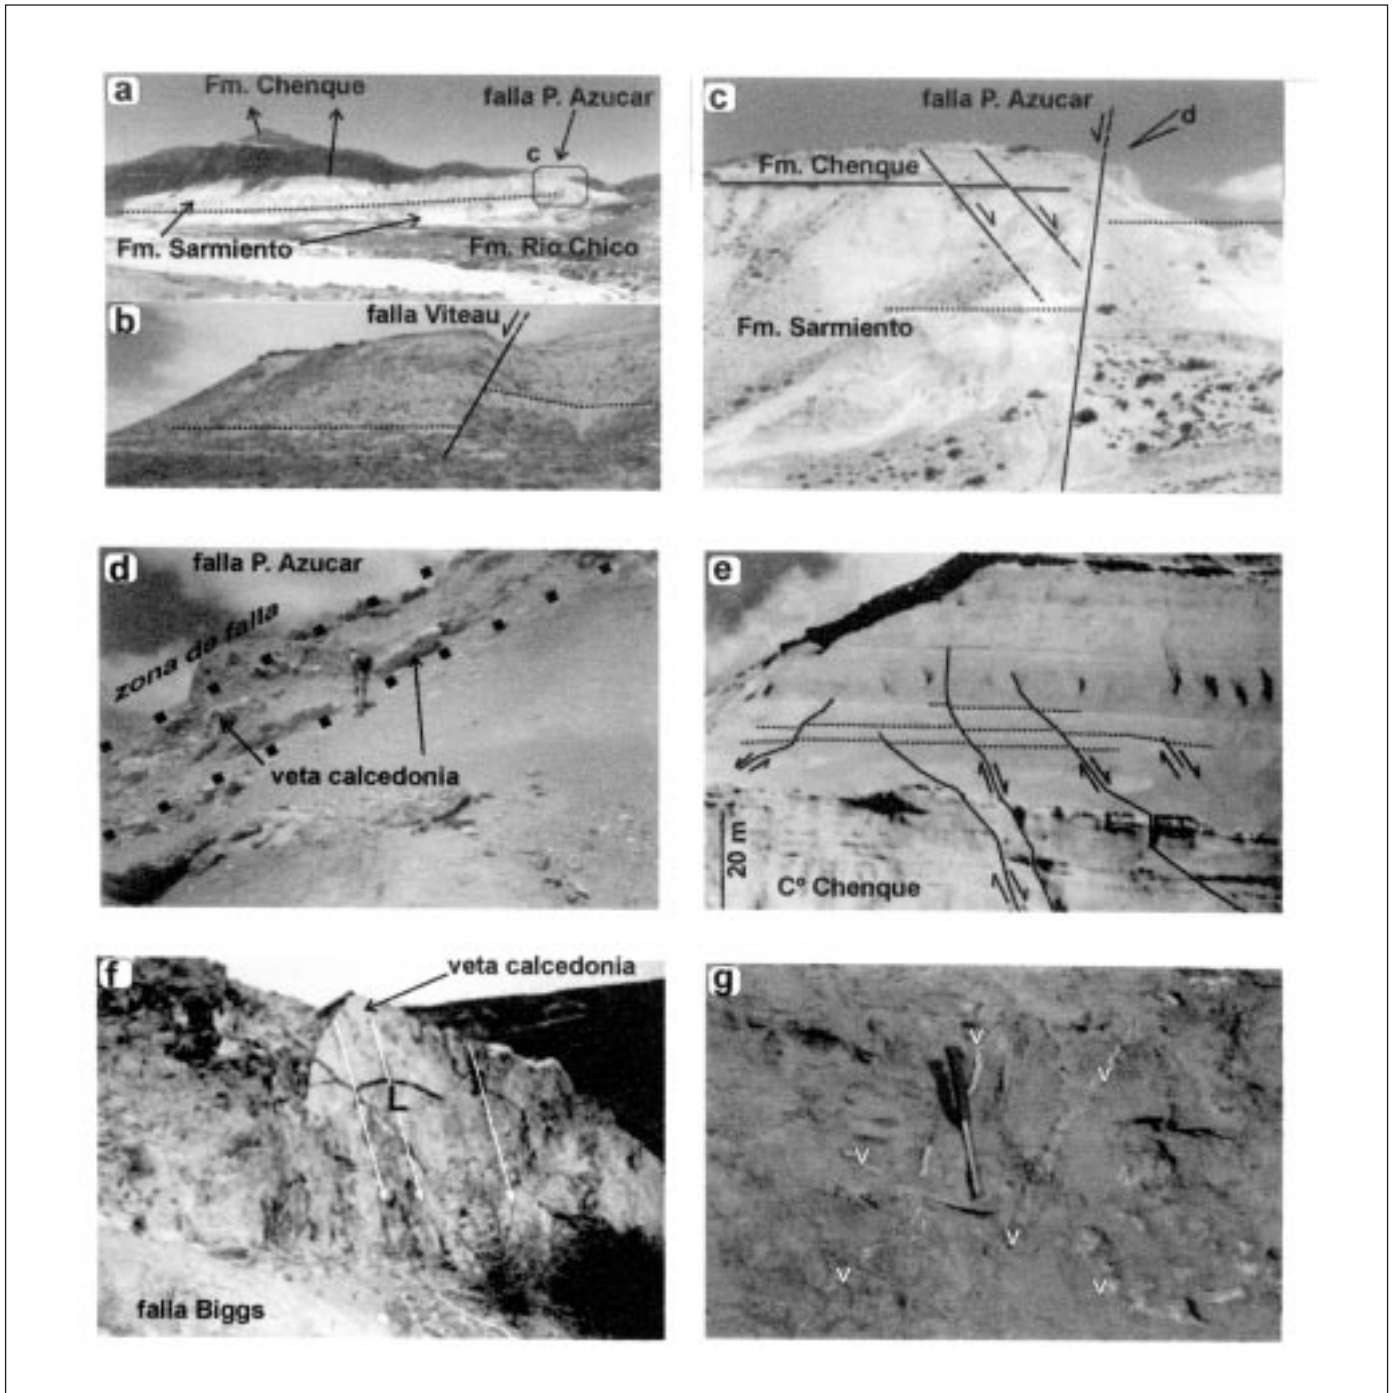 a
Fm. Chenque
falla P. Azucar
c
Fm. Sarmiento
Fm. Rio Chico
b
falla Viteau
c
falla P. Azucar
d
Fm. Chenque
Fm. Sarmiento
d
falla P. Azucar
zona de falla
veta calcedonia
e
20 m
Cº Chenque
f
veta calcedonia
L
falla Biggs
g
v
v
v
v
v
v